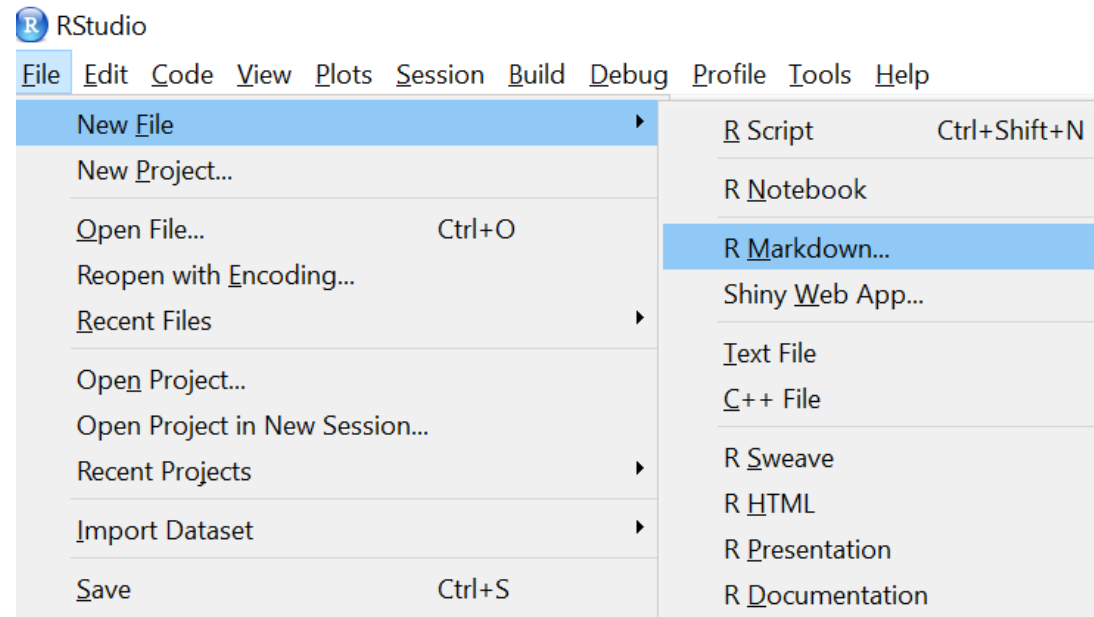 R RStudio
File Edit Code View Plots Session Build Debug Profile Tools Help
New File
New Project...
Open File... Ctrl+O
Reopen with Encoding...
Recent Files
Open Project...
Open Project in New Session...
Recent Projects
Import Dataset
Save Ctrl+S
R Script Ctrl+Shift+N
R Notebook
R Markdown...
Shiny Web App...
Text File
C++ File
R Sweave
R HTML
R Presentation
R Documentation